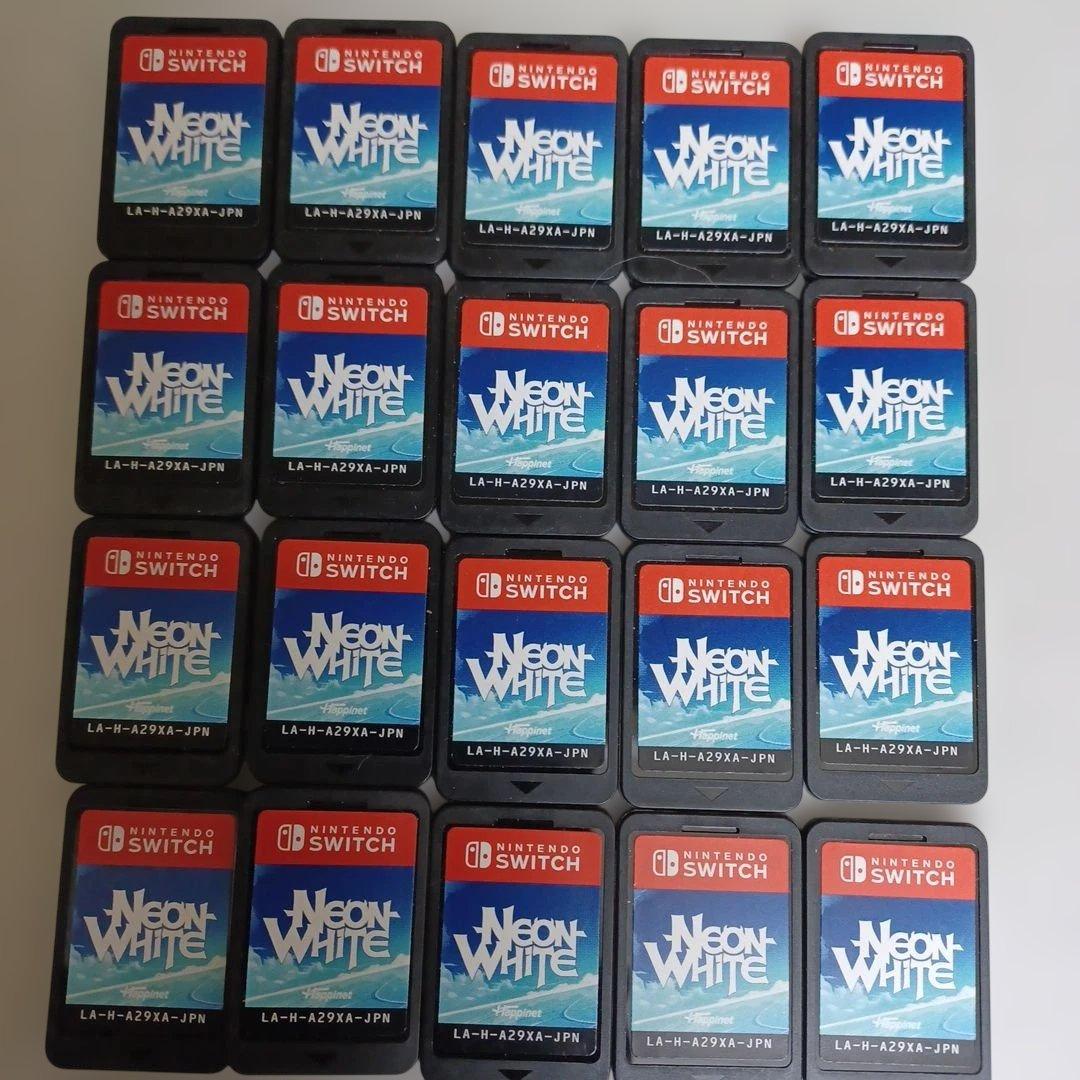 NINTENDO
SWITCH
NEON
WHITE
Happinet
LA-H-A29XA-JPN
NINTENDO
SWITCH
NEON
WHITE
Happinet
LA-H-A29XA-JPN
NINTENDO
SWITCH
NEON
WHITE
Happinet
LA-H-A29XA-JPN
NINTENDO
SWITCH
NEON
WHITE
Happinet
LA-H-A29XA-JPN
NINTENDO
SWITCH
NEON
WHITE
Happinet
LA-H-A29XA-JPN
NINTENDO
SWITCH
NEON
WHITE
Happinet
LA-H-A29XA-JPN
NINTENDO
SWITCH
NEON
WHITE
Happinet
LA-H-A29XA-JPN
NINTENDO
SWITCH
NEON
WHITE
Happinet
LA-H-A29XA-JPN
NINTENDO
SWITCH
NEON
WHITE
Happinet
LA-H-A29XA-JPN
NINTENDO
SWITCH
NEON
WHITE
Happinet
LA-H-A29XA-JPN
NINTENDO
SWITCH
NEON
WHITE
Happinet
LA-H-A29XA-JPN
NINTENDO
SWITCH
NEON
WHITE
Happinet
LA-H-A29XA-JPN
NINTENDO
SWITCH
NEON
WHITE
Happinet
LA-H-A29XA-JPN
NINTENDO
SWITCH
NEON
WHITE
Happinet
LA-H-A29XA-JPN
NINTENDO
SWITCH
NEON
WHITE
Happinet
LA-H-A29XA-JPN
NINTENDO
SWITCH
NEON
WHITE
Happinet
LA-H-A29XA-JPN
NINTENDO
SWITCH
NEON
WHITE
Happinet
LA-H-A29XA-JPN
NINTENDO
SWITCH
NEON
WHITE
Happinet
LA-H-A29XA-JPN
NINTENDO
SWITCH
NEON
WHITE
Happinet
LA-H-A29XA-JPN
NINTENDO
SWITCH
NEON
WHITE
Happinet
LA-H-A29XA-JPN